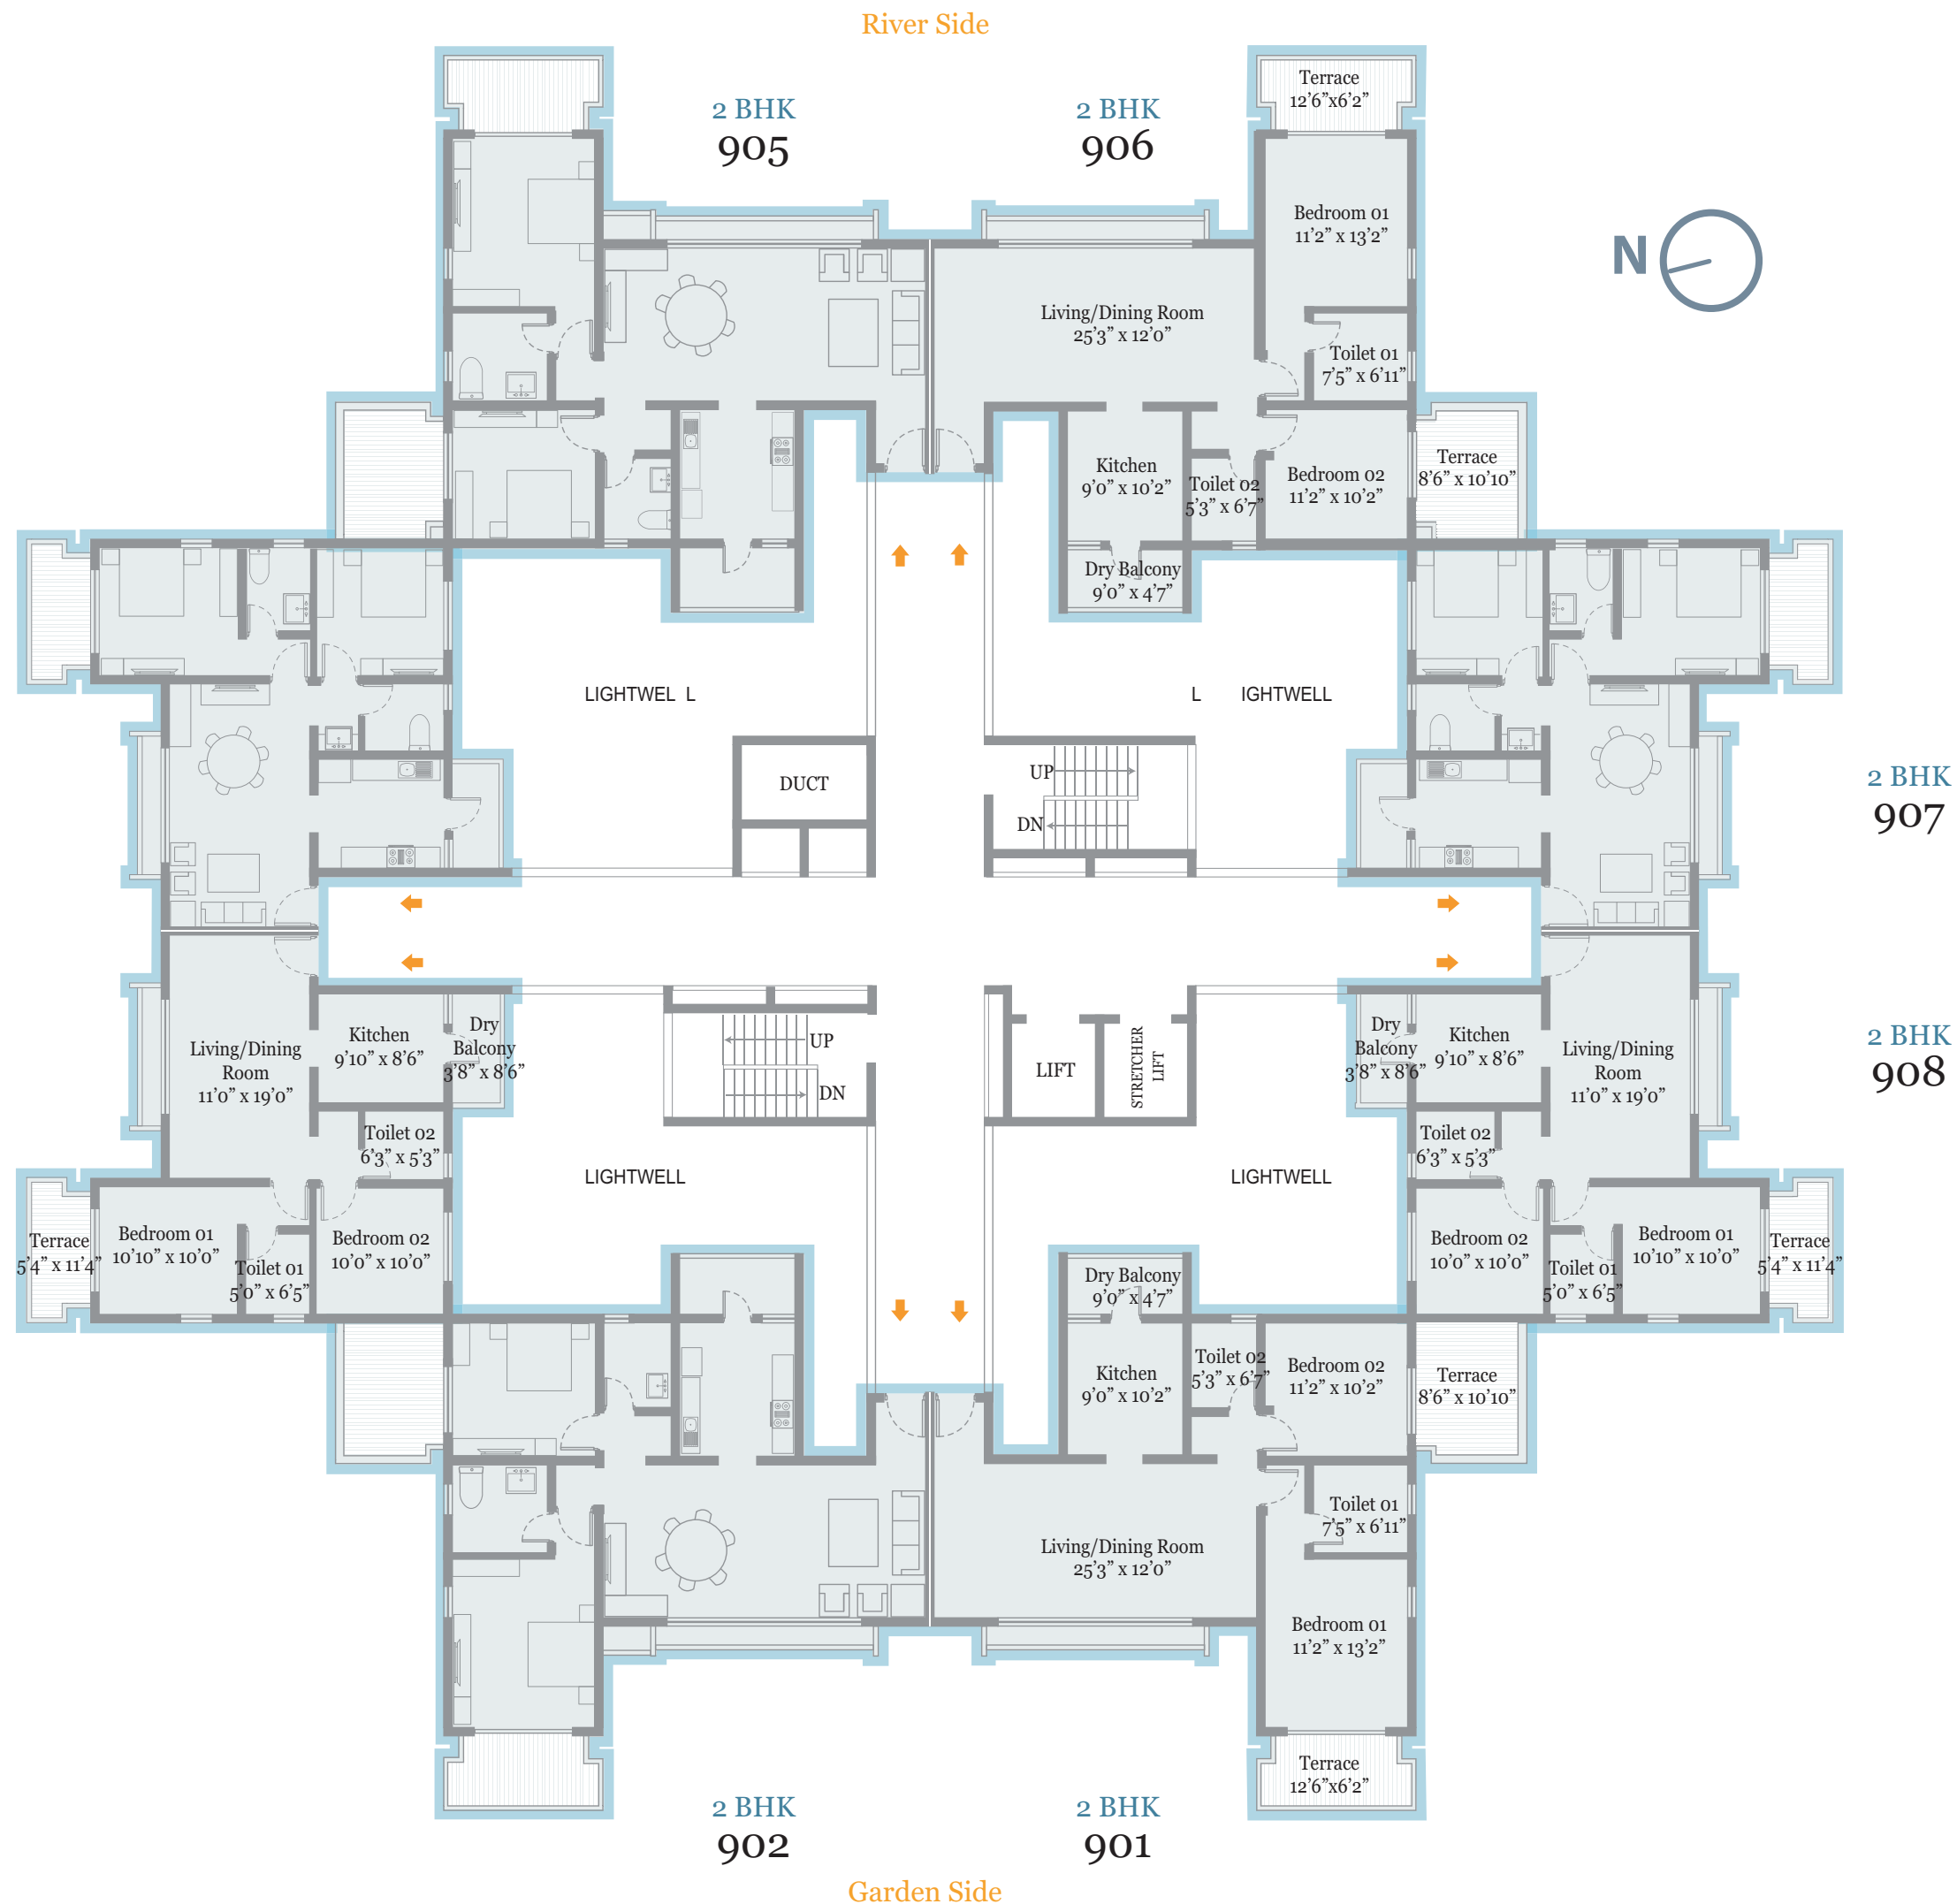 River Side
2 BHK
905
2 BHK
906
Terrace
12’6”x6’2”
Bedroom 01
11’2” x 13’2”
N
Living/Dining Room
25’3” x 12’0”
Toilet 01
7’5” x 6’11”
Kitchen
9’0” x 10’2”
Toilet 02
5’3” x 6’7”
Bedroom 02
11’2” x 10’2”
Terrace
8’6” x 10’10”
Dry Balcony
9’0” x 4’7”
LIGHTWEL L
L IGHTWELL
DUCT
UP
DN
2 BHK
907
Living/Dining
Room
11’0” x 19’0”
Kitchen
9’10” x 8’6”
Dry
Balcony
3’8” x 8’6”
UP
DN
LIFT
STRETCHER
LIFT
Dry
Balcony
3’8” x 8’6”
Kitchen
9’10” x 8’6”
Living/Dining
Room
11’0” x 19’0”
2 BHK
908
Toilet 02
6’3” x 5’3”
Toilet 02
6’3” x 5’3”
LIGHTWELL
LIGHTWELL
Terrace
5’4” x 11’4”
Bedroom 01
10’10” x 10’0”
Toilet 01
5’0” x 6’5”
Bedroom 02
10’0” x 10’0”
Bedroom 02
10’0” x 10’0”
Toilet 01
5’0” x 6’5”
Bedroom 01
10’10” x 10’0”
Terrace
5’4” x 11’4”
Dry Balcony
9’0” x 4’7”
Kitchen
9’0” x 10’2”
Toilet 02
5’3” x 6’7”
Bedroom 02
11’2” x 10’2”
Terrace
8’6” x 10’10”
Toilet 01
7’5” x 6’11”
Living/Dining Room
25’3” x 12’0”
Bedroom 01
11’2” x 13’2”
Terrace
12’6”x6’2”
2 BHK
902
2 BHK
901
Garden Side